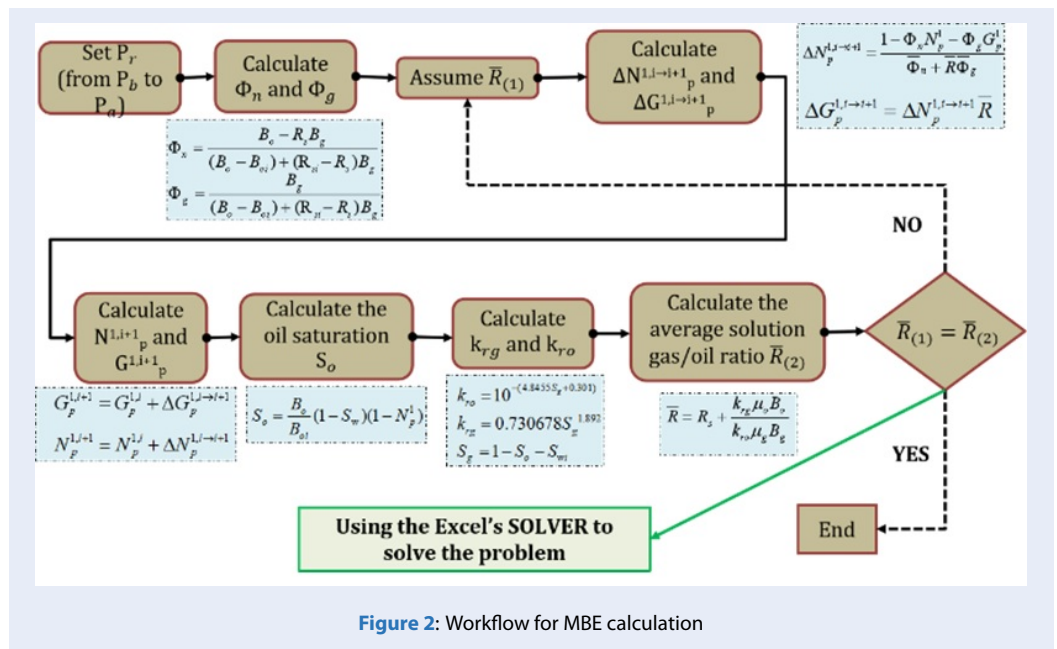 Set P_r
(from P_b to
P_a)
Calculate
Φ_n and Φ_g
Assume R̅_(1)
Calculate
ΔN^{1,i→i+1}_p and
ΔG^{1,i→i+1}_p
ΔN_p^{1,i→i+1} = (1−Φ_n N_p^1 − Φ_g G_p^1) / (Φ̅_n + R̅Φ̅_g)
ΔG_p^{1,i→i+1} = ΔN_p^{1,i→i+1} R̅
Φ_n = (B_o − R_s B_g) / ((B_o − B_oi) + (R_si − R_s)B_g)
Φ_g = B_g / ((B_o − B_oi) + (R_si − R_s)B_g)
NO
Calculate
N^{1,i+1}_p and
G^{1,i+1}_p
Calculate the
oil saturation
S_o
Calculate
k_rg and k_ro
Calculate the
average solution
gas/oil ratio R̅_(2)
R̅_(1) = R̅_(2)
G_p^{1,i+1} = G_p^{1,i} + ΔG_p^{1,i→i+1}
N_p^{1,i+1} = N_p^{1,i} + ΔN_p^{1,i→i+1}
S_o = B_o/B_oi (1−S_w)(1−N_p^1)
k_ro = 10^{−(4.8455S_g+0.301)}
k_rg = 0.730678S_g^{1.892}
S_g = 1−S_o − S_wi
R̅ = R_s + (k_rg μ_o B_o) / (k_ro μ_g B_g)
YES
Using the Excel's SOLVER to
solve the problem
End
Figure 2: Workflow for MBE calculation